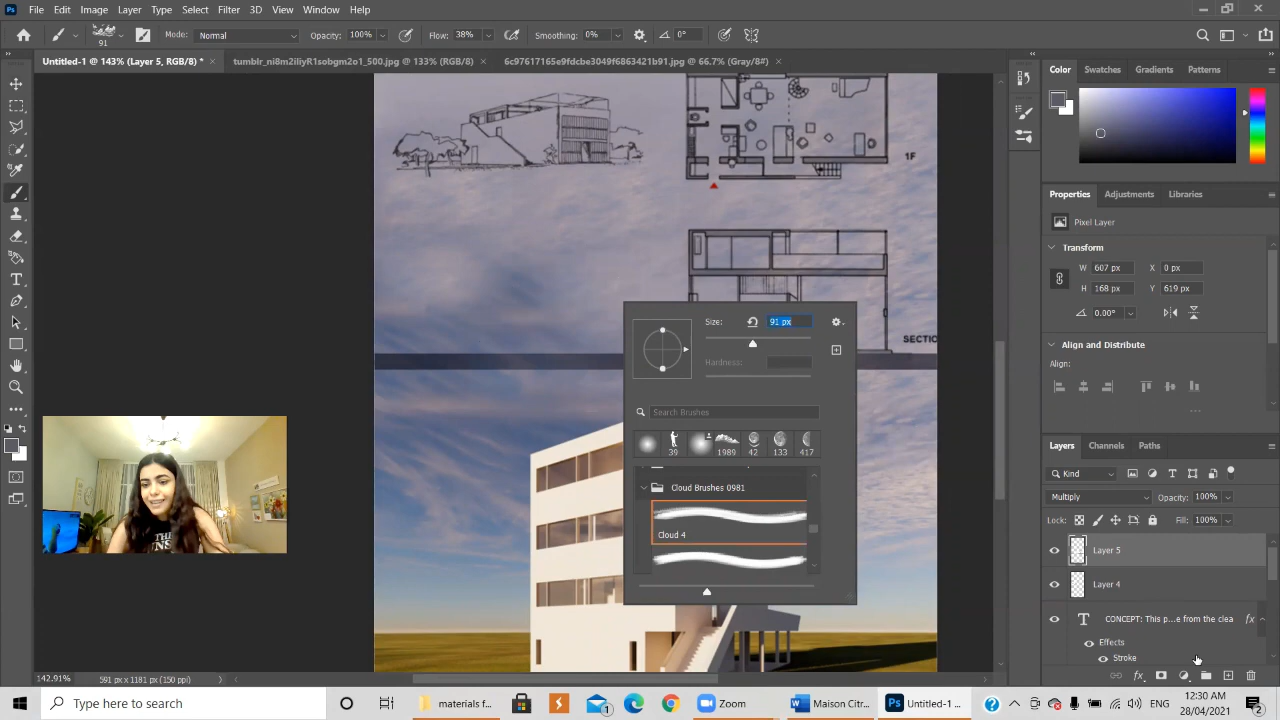 Ps File Edit Image Layer Type Select Filter 3D View Window Help
91 Mode: Normal Opacity: 100% Flow: 38% Smoothing: 0% 0°
Untitled-1 @ 143% (Layer 5, RGB/8) * × tumblr_ni8m2iliyR1sobgm2o1_500.jpg @ 133% (RGB/8) × 6c97617165e9fdcbe3049f6863421b91.jpg @ 66.7% (Gray/8#) ×
Color Swatches Gradients Patterns
1F
SECTIO
Size: 91 px
Hardness:
Search Brushes
39 1989 42 133 417
Cloud Brushes 0981
Cloud 4
Properties Adjustments Libraries
Pixel Layer
Transform
W 607 px X 0 px
H 168 px Y 619 px
0.00°
Align and Distribute
Align:
Layers Channels Paths
Kind
Multiply Opacity: 100%
Lock: Fill: 100%
Layer 5
Layer 4
T CONCEPT: This p...e from the clea fx
Effects
Stroke
142.91% 591 px x 1181 px (150 ppi)
Type here to search
materials f...
1
Zoom
Maison Citr...
Ps Untitled-1 ...
ENG
12:30 AM
28/04/2021
2